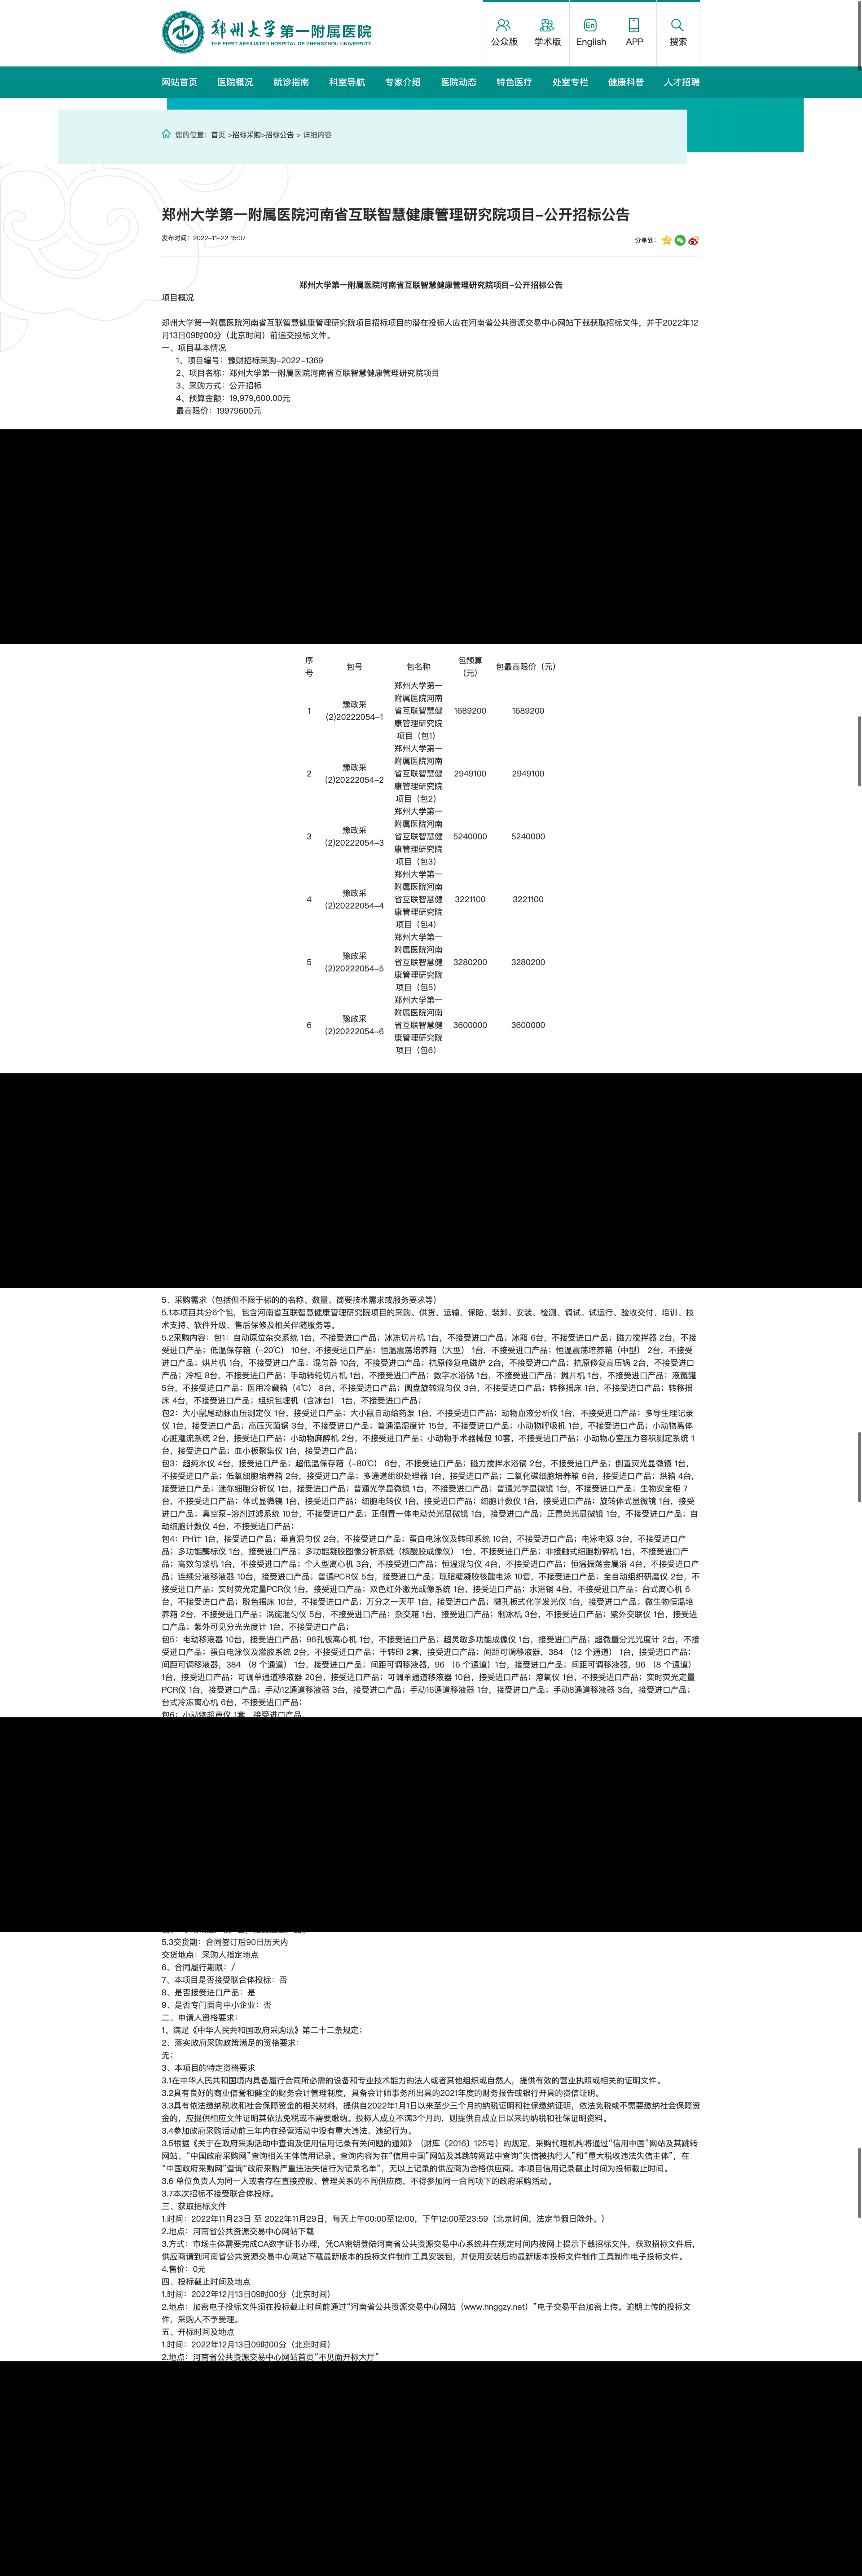 郑州大学第一附属医院
THE FIRST AFFILIATED HOSPITAL OF ZHENGZHOU UNIVERSITY
公众版 学术版 English APP 搜索
网站首页 医院概况 就诊指南 科室导航 专家介绍 医院动态 特色医疗 处室专栏 健康科普 人才招聘
您的位置：首页 >招标采购>招标公告 > 详细内容
郑州大学第一附属医院河南省互联智慧健康管理研究院项目-公开招标公告
发布时间：2022-11-22 15:07
分享到：
郑州大学第一附属医院河南省互联智慧健康管理研究院项目-公开招标公告
项目概况
郑州大学第一附属医院河南省互联智慧健康管理研究院项目招标项目的潜在投标人应在河南省公共资源交易中心网站下载获取招标文件，并于2022年12
月13日09时00分（北京时间）前递交投标文件。
一、项目基本情况
1、项目编号：豫财招标采购-2022-1369
2、项目名称：郑州大学第一附属医院河南省互联智慧健康管理研究院项目
3、采购方式：公开招标
4、预算金额：19,979,600.00元
最高限价：19979600元
序号 包号 包名称 包预算（元） 包最高限价（元）
1 豫政采(2)20222054-1 郑州大学第一附属医院河南省互联智慧健康管理研究院项目（包1） 1689200 1689200
2 豫政采(2)20222054-2 郑州大学第一附属医院河南省互联智慧健康管理研究院项目（包2） 2949100 2949100
3 豫政采(2)20222054-3 郑州大学第一附属医院河南省互联智慧健康管理研究院项目（包3） 5240000 5240000
4 豫政采(2)20222054-4 郑州大学第一附属医院河南省互联智慧健康管理研究院项目（包4） 3221100 3221100
5 豫政采(2)20222054-5 郑州大学第一附属医院河南省互联智慧健康管理研究院项目（包5） 3280200 3280200
6 豫政采(2)20222054-6 郑州大学第一附属医院河南省互联智慧健康管理研究院项目（包6） 3600000 3600000
5、采购需求（包括但不限于标的的名称、数量、简要技术需求或服务要求等）
5.1本项目共分6个包，包含河南省互联智慧健康管理研究院项目的采购、供货、运输、保险、装卸、安装、检测、调试、试运行、验收交付、培训、技
术支持、软件升级、售后保修及相关伴随服务等。
5.2采购内容：包1：自动原位杂交系统 1台，不接受进口产品；冰冻切片机 1台，不接受进口产品；冰箱 6台，不接受进口产品；磁力搅拌器 2台，不接
受进口产品；低温保存箱（-20℃） 10台，不接受进口产品；恒温震荡培养箱（大型） 1台，不接受进口产品；恒温震荡培养箱（中型） 2台，不接受
进口产品；烘片机 1台，不接受进口产品；混匀器 10台，不接受进口产品；抗原修复电磁炉 2台，不接受进口产品；抗原修复高压锅 2台，不接受进口
产品；冷柜 8台，不接受进口产品；手动转轮切片机 1台，不接受进口产品；数字水浴锅 1台，不接受进口产品；摊片机 1台，不接受进口产品；液氮罐
5台，不接受进口产品；医用冷藏箱（4℃） 8台，不接受进口产品；圆盘旋转混匀仪 3台，不接受进口产品；转移摇床 1台，不接受进口产品；转移摇
床 4台，不接受进口产品；组织包埋机（含冰台） 1台，不接受进口产品；
包2：大小鼠尾动脉血压测定仪 1台，接受进口产品；大小鼠自动给药泵 1台，不接受进口产品；动物血液分析仪 1台，不接受进口产品；多导生理记录
仪 1台，接受进口产品；高压灭菌锅 3台，不接受进口产品；普通温湿度计 15台，不接受进口产品；小动物呼吸机 1台，不接受进口产品；小动物离体
心脏灌流系统 2台，接受进口产品；小动物麻醉机 2台，不接受进口产品；小动物手术器械包 10套，不接受进口产品；小动物心室压力容积测定系统 1
台，接受进口产品；血小板聚集仪 1台，接受进口产品；
包3：超纯水仪 4台，接受进口产品；超低温保存箱（-80℃） 6台，不接受进口产品；磁力搅拌水浴锅 2台，不接受进口产品；倒置荧光显微镜 1台，
不接受进口产品；低氧细胞培养箱 2台，接受进口产品；多通道组织处理器 1台，接受进口产品；二氧化碳细胞培养箱 6台，接受进口产品；烘箱 4台，
接受进口产品；迷你细胞分析仪 1台，接受进口产品；普通光学显微镜 1台，不接受进口产品；普通光学显微镜 1台，不接受进口产品；生物安全柜 7
台，不接受进口产品；体式显微镜 1台，接受进口产品；细胞电转仪 1台，接受进口产品；细胞计数仪 1台，接受进口产品；旋转体式显微镜 1台，接受
进口产品；真空泵-溶剂过滤系统 10台，不接受进口产品；正倒置一体电动荧光显微镜 1台，接受进口产品；正置荧光显微镜 1台，不接受进口产品；自
动细胞计数仪 4台，不接受进口产品；
包4：PH计 1台，接受进口产品；垂直混匀仪 2台，不接受进口产品；蛋白电泳仪及转印系统 10台，不接受进口产品；电泳电源 3台，不接受进口产
品；多功能酶标仪 1台，接受进口产品；多功能凝胶图像分析系统（核酸胶成像仪） 1台，不接受进口产品；非接触式细胞粉碎机 1台，不接受进口产
品；高效匀浆机 1台，不接受进口产品；个人型离心机 3台，不接受进口产品；恒温混匀仪 4台，不接受进口产品；恒温振荡金属浴 4台，不接受进口产
品；连续分液移液器 10台，接受进口产品；普通PCR仪 5台，接受进口产品；琼脂糖凝胶核酸电泳 10套，不接受进口产品；全自动组织研磨仪 2台，不
接受进口产品；实时荧光定量PCR仪 1台，接受进口产品；双色红外激光成像系统 1台，接受进口产品；水浴锅 4台，不接受进口产品；台式离心机 6
台，不接受进口产品；脱色摇床 10台，不接受进口产品；万分之一天平 1台，接受进口产品；微孔板式化学发光仪 1台，接受进口产品；微生物恒温培
养箱 2台，不接受进口产品；涡旋混匀仪 5台，不接受进口产品；杂交箱 1台，接受进口产品；制冰机 3台，不接受进口产品；紫外交联仪 1台，接受进
口产品；紫外可见分光光度计 1台，不接受进口产品；
包5：电动移液器 10台，接受进口产品；96孔板离心机 1台，不接受进口产品；超灵敏多功能成像仪 1台，接受进口产品；超微量分光光度计 2台，不接
受进口产品；蛋白电泳仪及灌胶系统 2台，不接受进口产品；干转印 2套，接受进口产品；间距可调移液器，384 （12 个通道） 1台，接受进口产品；
间距可调移液器，384 （8 个通道） 1台，接受进口产品；间距可调移液器，96 （6 个通道） 1台，接受进口产品；间距可调移液器，96 （8 个通道）
1台，接受进口产品；可调单通道移液器 20台，接受进口产品；可调单通道移液器 10台，接受进口产品；溶氧仪 1台，不接受进口产品；实时荧光定量
PCR仪 1台，接受进口产品；手动12通道移液器 3台，接受进口产品；手动16通道移液器 1台，接受进口产品；手动8通道移液器 3台，接受进口产品；
台式冷冻离心机 6台，不接受进口产品；
包6：小动物超声仪 1套，接受进口产品。
5.3交货期：合同签订后90日历天内
交货地点：采购人指定地点
6、合同履行期限：/
7、本项目是否接受联合体投标：否
8、是否接受进口产品：是
9、是否专门面向中小企业：否
二、申请人资格要求：
1、满足《中华人民共和国政府采购法》第二十二条规定；
2、落实政府采购政策满足的资格要求：
无；
3、本项目的特定资格要求
3.1在中华人民共和国境内具备履行合同所必需的设备和专业技术能力的法人或者其他组织或自然人，提供有效的营业执照或相关的证明文件。
3.2具有良好的商业信誉和健全的财务会计管理制度，具备会计师事务所出具的2021年度的财务报告或银行开具的资信证明。
3.3具有依法缴纳税收和社会保障资金的相关材料，提供自2022年1月1日以来至少三个月的纳税证明和社保缴纳证明，依法免税或不需要缴纳社会保障资
金的，应提供相应文件证明其依法免税或不需要缴纳。投标人成立不满3个月的，则提供自成立日以来的纳税和社保证明资料。
3.4参加政府采购活动前三年内在经营活动中没有重大违法、违纪行为。
3.5根据《关于在政府采购活动中查询及使用信用记录有关问题的通知》（财库〔2016〕125号）的规定，采购代理机构将通过“信用中国”网站及其跳转
网站、“中国政府采购网”查询相关主体信用记录。查询内容为在“信用中国”网站及其跳转网站中查询“失信被执行人”和“重大税收违法失信主体”，在
“中国政府采购网”查询“政府采购严重违法失信行为记录名单”，无以上记录的供应商为合格供应商。本项目信用记录截止时间为投标截止时间。
3.6 单位负责人为同一人或者存在直接控股、管理关系的不同供应商，不得参加同一合同项下的政府采购活动。
3.7本次招标不接受联合体投标。
三、获取招标文件
1.时间：2022年11月23日 至 2022年11月29日，每天上午00:00至12:00，下午12:00至23:59（北京时间，法定节假日除外。）
2.地点：河南省公共资源交易中心网站下载
3.方式：市场主体需要完成CA数字证书办理，凭CA密钥登陆河南省公共资源交易中心系统并在规定时间内按网上提示下载招标文件，获取招标文件后，
供应商请到河南省公共资源交易中心网站下载最新版本的投标文件制作工具安装包，并使用安装后的最新版本投标文件制作工具制作电子投标文件。
4.售价：0元
四、投标截止时间及地点
1.时间：2022年12月13日09时00分（北京时间）
2.地点：加密电子投标文件须在投标截止时间前通过“河南省公共资源交易中心网站（www.hnggzy.net）”电子交易平台加密上传。逾期上传的投标文
件，采购人不予受理。
五、开标时间及地点
1.时间：2022年12月13日09时00分（北京时间）
2.地点：河南省公共资源交易中心网站首页“不见面开标大厅”